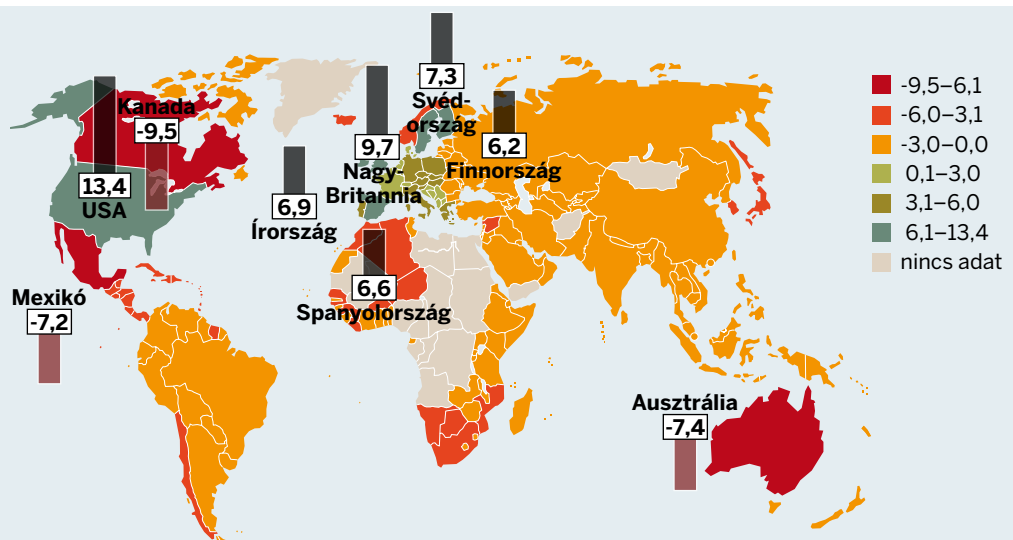 7,3
Svéd-
ország
Kanada
-9,5
13,4
USA
9,7
Nagy-
Britannia
6,2
Finnország
6,9
Írország
6,6
Spanyolország
Mexikó
-7,2
Ausztrália
-7,4
-9,5–6,1
-6,0–3,1
-3,0–0,0
0,1–3,0
3,1–6,0
6,1–13,4
nincs adat